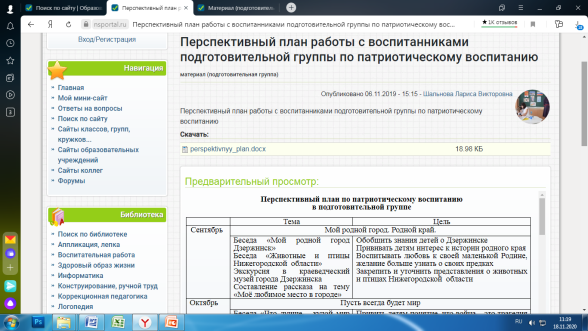 Поиск по сайту | Образов
Перспективный план р
Материал (подготовитель
nsportal.ru
Перспективный план работы с воспитанниками подготовительной группы по патриотическому вос...
1К отзывов
Вход/Регистрация
Навигация
Главная
Мой мини-сайт
Ответы на вопросы
Поиск по сайту
Сайты классов, групп,
кружков...
Сайты образовательных
учреждений
Сайты коллег
Форумы
Библиотека
Поиск по библиотеке
Аппликация, лепка
Воспитательная работа
Здоровый образ жизни
Информатика
Конструирование, ручной труд
Коррекционная педагогика
Логопедия
Перспективный план работы с воспитанниками
подготовительной группы по патриотическому воспитанию
материал (подготовительная группа)
Опубликовано 06.11.2019 - 15:15 - Шальнова Лариса Викторовна
Перспективный план работы с воспитанниками подготовительной группы по патриотическому
воспитанию
Скачать:
perspektivnyy_plan.docx 18.98 КБ
Предварительный просмотр:
Перспективный план по патриотическому воспитанию
в подготовительной группе
Тема Цель
Сентябрь Мой родной город. Родной край.
Беседа «Мой родной город
Дзержинск»
Беседа «Животные и птицы
Нижегородской области»
Экскурсия в краеведческий
музей города Дзержинска
Составление рассказа на тему
«Моё любимое место в городе»
Обобщить знания детей о Дзержинске
Прививать детям интерес к истории родного края
Воспитывать любовь к своей маленькой Родине,
желание больше узнать о своих предках
Закрепить и уточнить представления о животных
и птицах Нижегородской области
Октябрь Пусть всегда будет мир
RU
11:39
18.11.2020